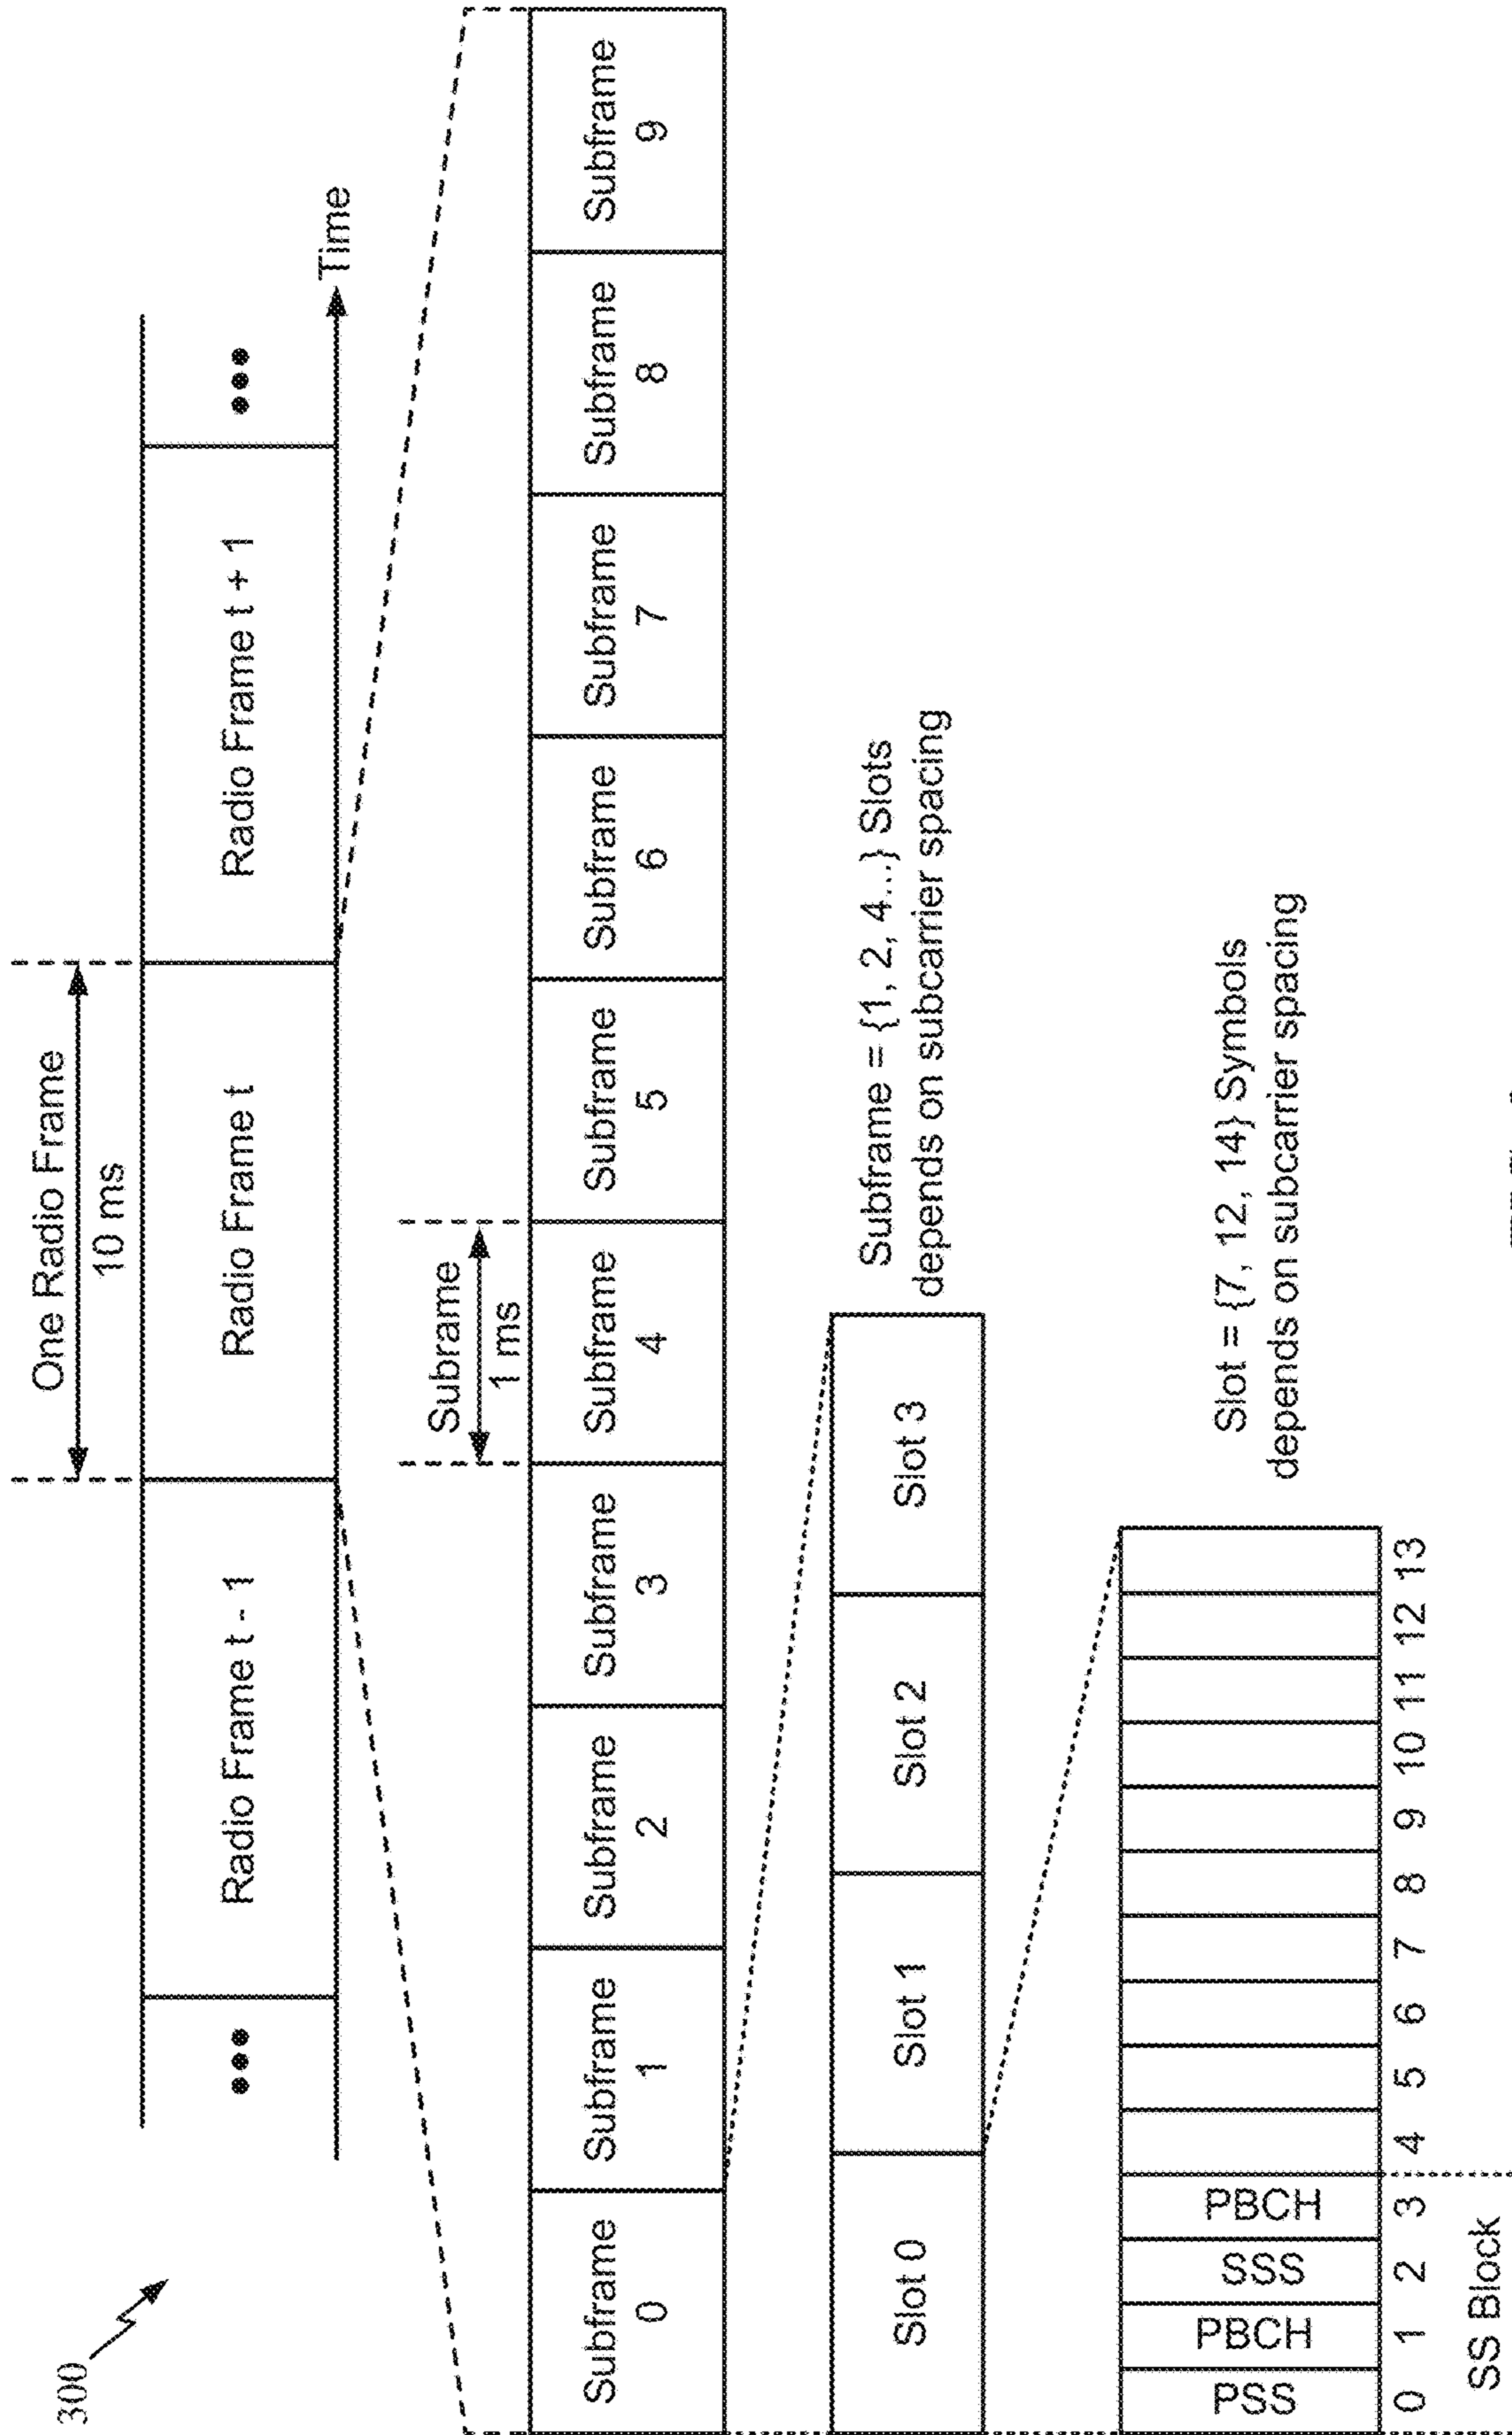 300
One Radio Frame
10 ms
•••
Radio Frame t - 1
Radio Frame t
Radio Frame t + 1
•••
Time
Subrame
1 ms
Subframe
0
Subframe
1
Subframe
2
Subframe
3
Subframe
4
Subframe
5
Subframe
6
Subframe
7
Subframe
8
Subframe
9
Slot 0
Slot 1
Slot 2
Slot 3
Subframe = {1, 2, 4...} Slots
depends on subcarrier spacing
PSS
PBCH
SSS
PBCH
Slot = {7, 12, 14} Symbols
depends on subcarrier spacing
0 1 2 3 4 5 6 7 8 9 10 11 12 13
SS Block